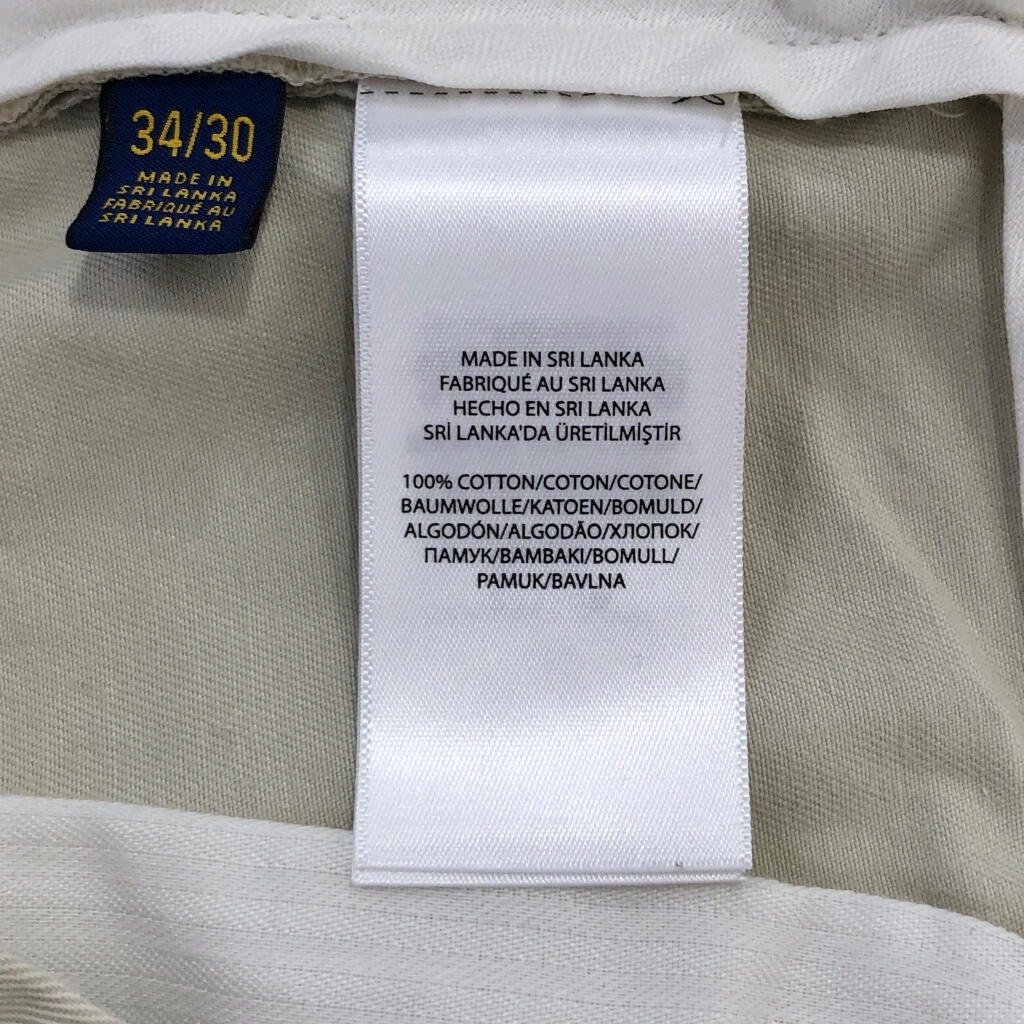 34/30
MADE IN
SRI LANKA
FABRIQUÉ AU
SRI LANKA
MADE IN SRI LANKA
FABRIQUÉ AU SRI LANKA
HECHO EN SRI LANKA
SRİ LANKA'DA ÜRETİLMİŞTİR
100% COTTON/COTON/COTONE/
BAUMWOLLE/KATOEN/BOMULD/
ALGODÓN/ALGODÃO/ХЛОПОК/
ПАМУК/BAMBAKI/BOMULL/
PAMUK/BAVLNA